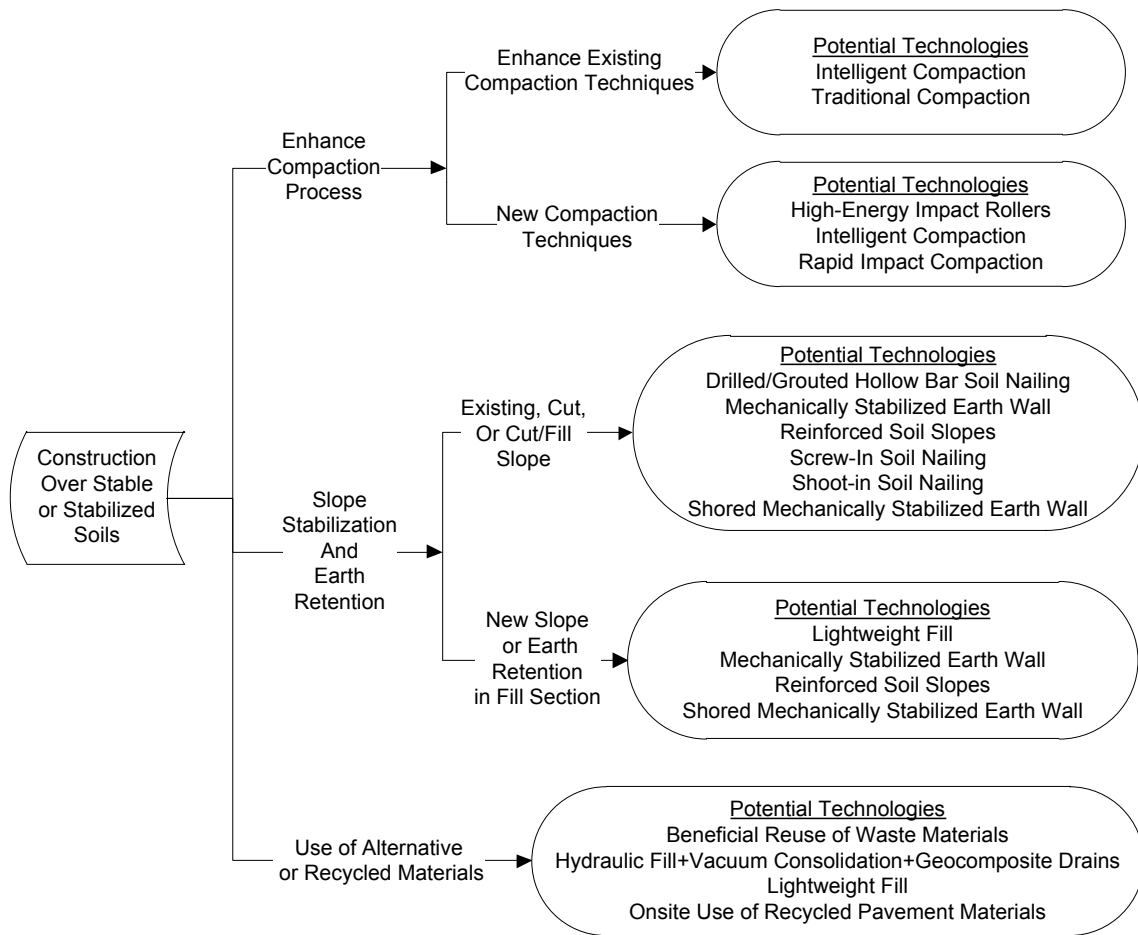 Construction
Over Stable
or Stabilized
Soils
Enhance
Compaction
Process
Enhance Existing
Compaction Techniques
Potential Technologies
Intelligent Compaction
Traditional Compaction
New Compaction
Techniques
Potential Technologies
High-Energy Impact Rollers
Intelligent Compaction
Rapid Impact Compaction
Slope
Stabilization
And
Earth
Retention
Existing, Cut,
Or Cut/Fill
Slope
Potential Technologies
Drilled/Grouted Hollow Bar Soil Nailing
Mechanically Stabilized Earth Wall
Reinforced Soil Slopes
Screw-In Soil Nailing
Shoot-in Soil Nailing
Shored Mechanically Stabilized Earth Wall
New Slope
or Earth
Retention
in Fill Section
Potential Technologies
Lightweight Fill
Mechanically Stabilized Earth Wall
Reinforced Soil Slopes
Shored Mechanically Stabilized Earth Wall
Use of Alternative
or Recycled Materials
Potential Technologies
Beneficial Reuse of Waste Materials
Hydraulic Fill+Vacuum Consolidation+Geocomposite Drains
Lightweight Fill
Onsite Use of Recycled Pavement Materials